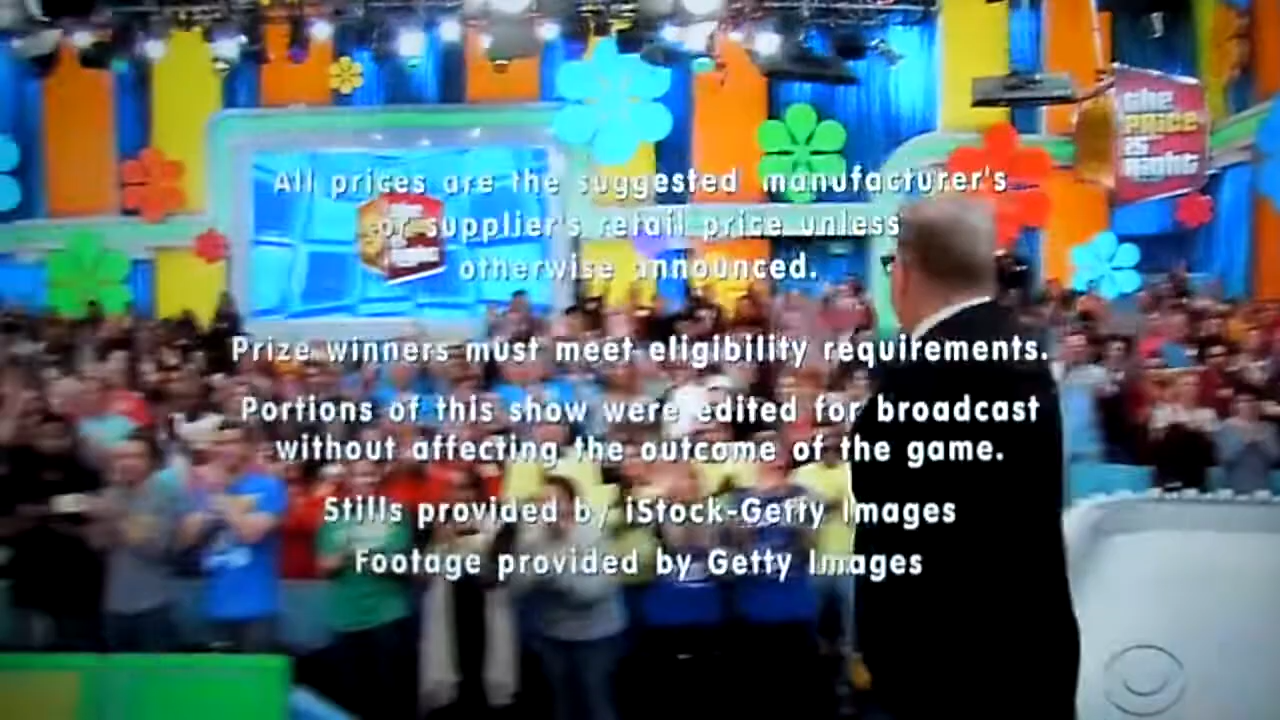 the
PRiCE
is
Right
All prices are the suggested manufacturer's
or supplier's retail price unless
otherwise announced.
Prize winners must meet eligibility requirements.
Portions of this show were edited for broadcast
without affecting the outcome of the game.
Stills provided by iStock-Getty Images
Footage provided by Getty Images